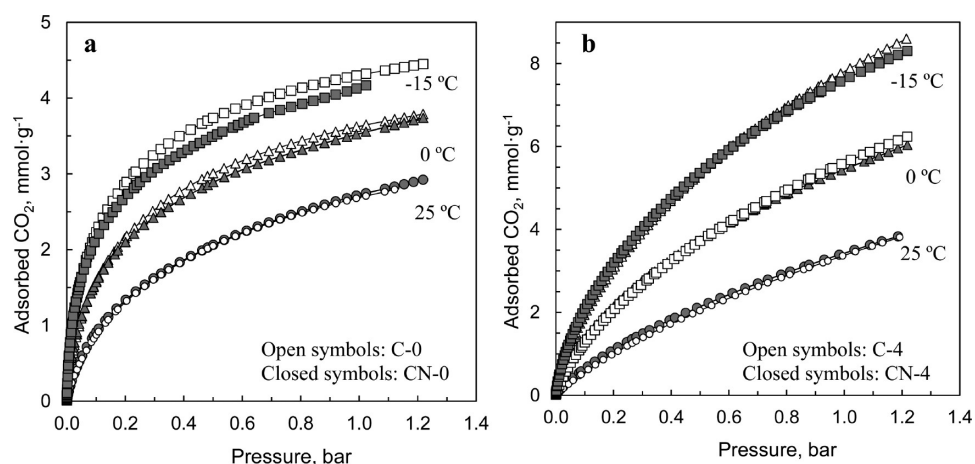 a
5
4
3
2
1
0
Adsorbed CO₂, mmol·g⁻¹
-15 ºC
0 ºC
25 ºC
Open symbols: C-0
Closed symbols: CN-0
0.0 0.2 0.4 0.6 0.8 1.0 1.2 1.4
Pressure, bar
b
8
6
4
2
0
Adsorbed CO₂, mmol·g⁻¹
-15 ºC
0 ºC
25 ºC
Open symbols: C-4
Closed symbols: CN-4
0.0 0.2 0.4 0.6 0.8 1.0 1.2 1.4
Pressure, bar